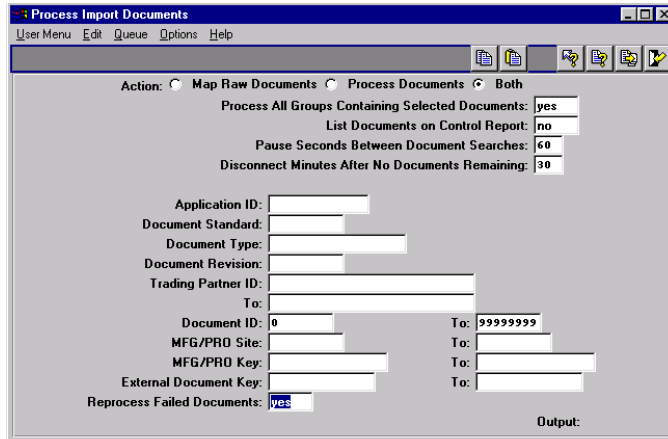 Process Import Documents
User Menu Edit Queue Options Help
Action: Map Raw Documents Process Documents Both
Process All Groups Containing Selected Documents: yes
List Documents on Control Report: no
Pause Seconds Between Document Searches: 60
Disconnect Minutes After No Documents Remaining: 30
Application ID:
Document Standard:
Document Type:
Document Revision:
Trading Partner ID:
To:
Document ID: 0 To: 99999999
MFG/PRO Site: To:
MFG/PRO Key: To:
External Document Key: To:
Reprocess Failed Documents: yes
Output: